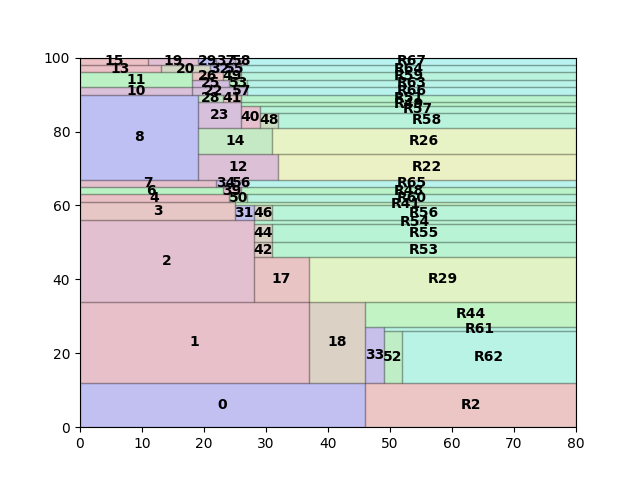 100
15 19 29 37 58 R67
13 20 32 55 R64
11 26 49 R59
25 53 R63
10 22 57 R66
28 41 R51
80
8 23 40 48 R57
R58
14 R26
12 R22
7 34 56 R65
6 39 R48
4 50 R60
60
R41
3 31 46 R56
R54
2 44 R55
42 R53
40
17 R29
1 18 R44
R61
20
33 52 R62
0 R2
0
0 10 20 30 40 50 60 70 80